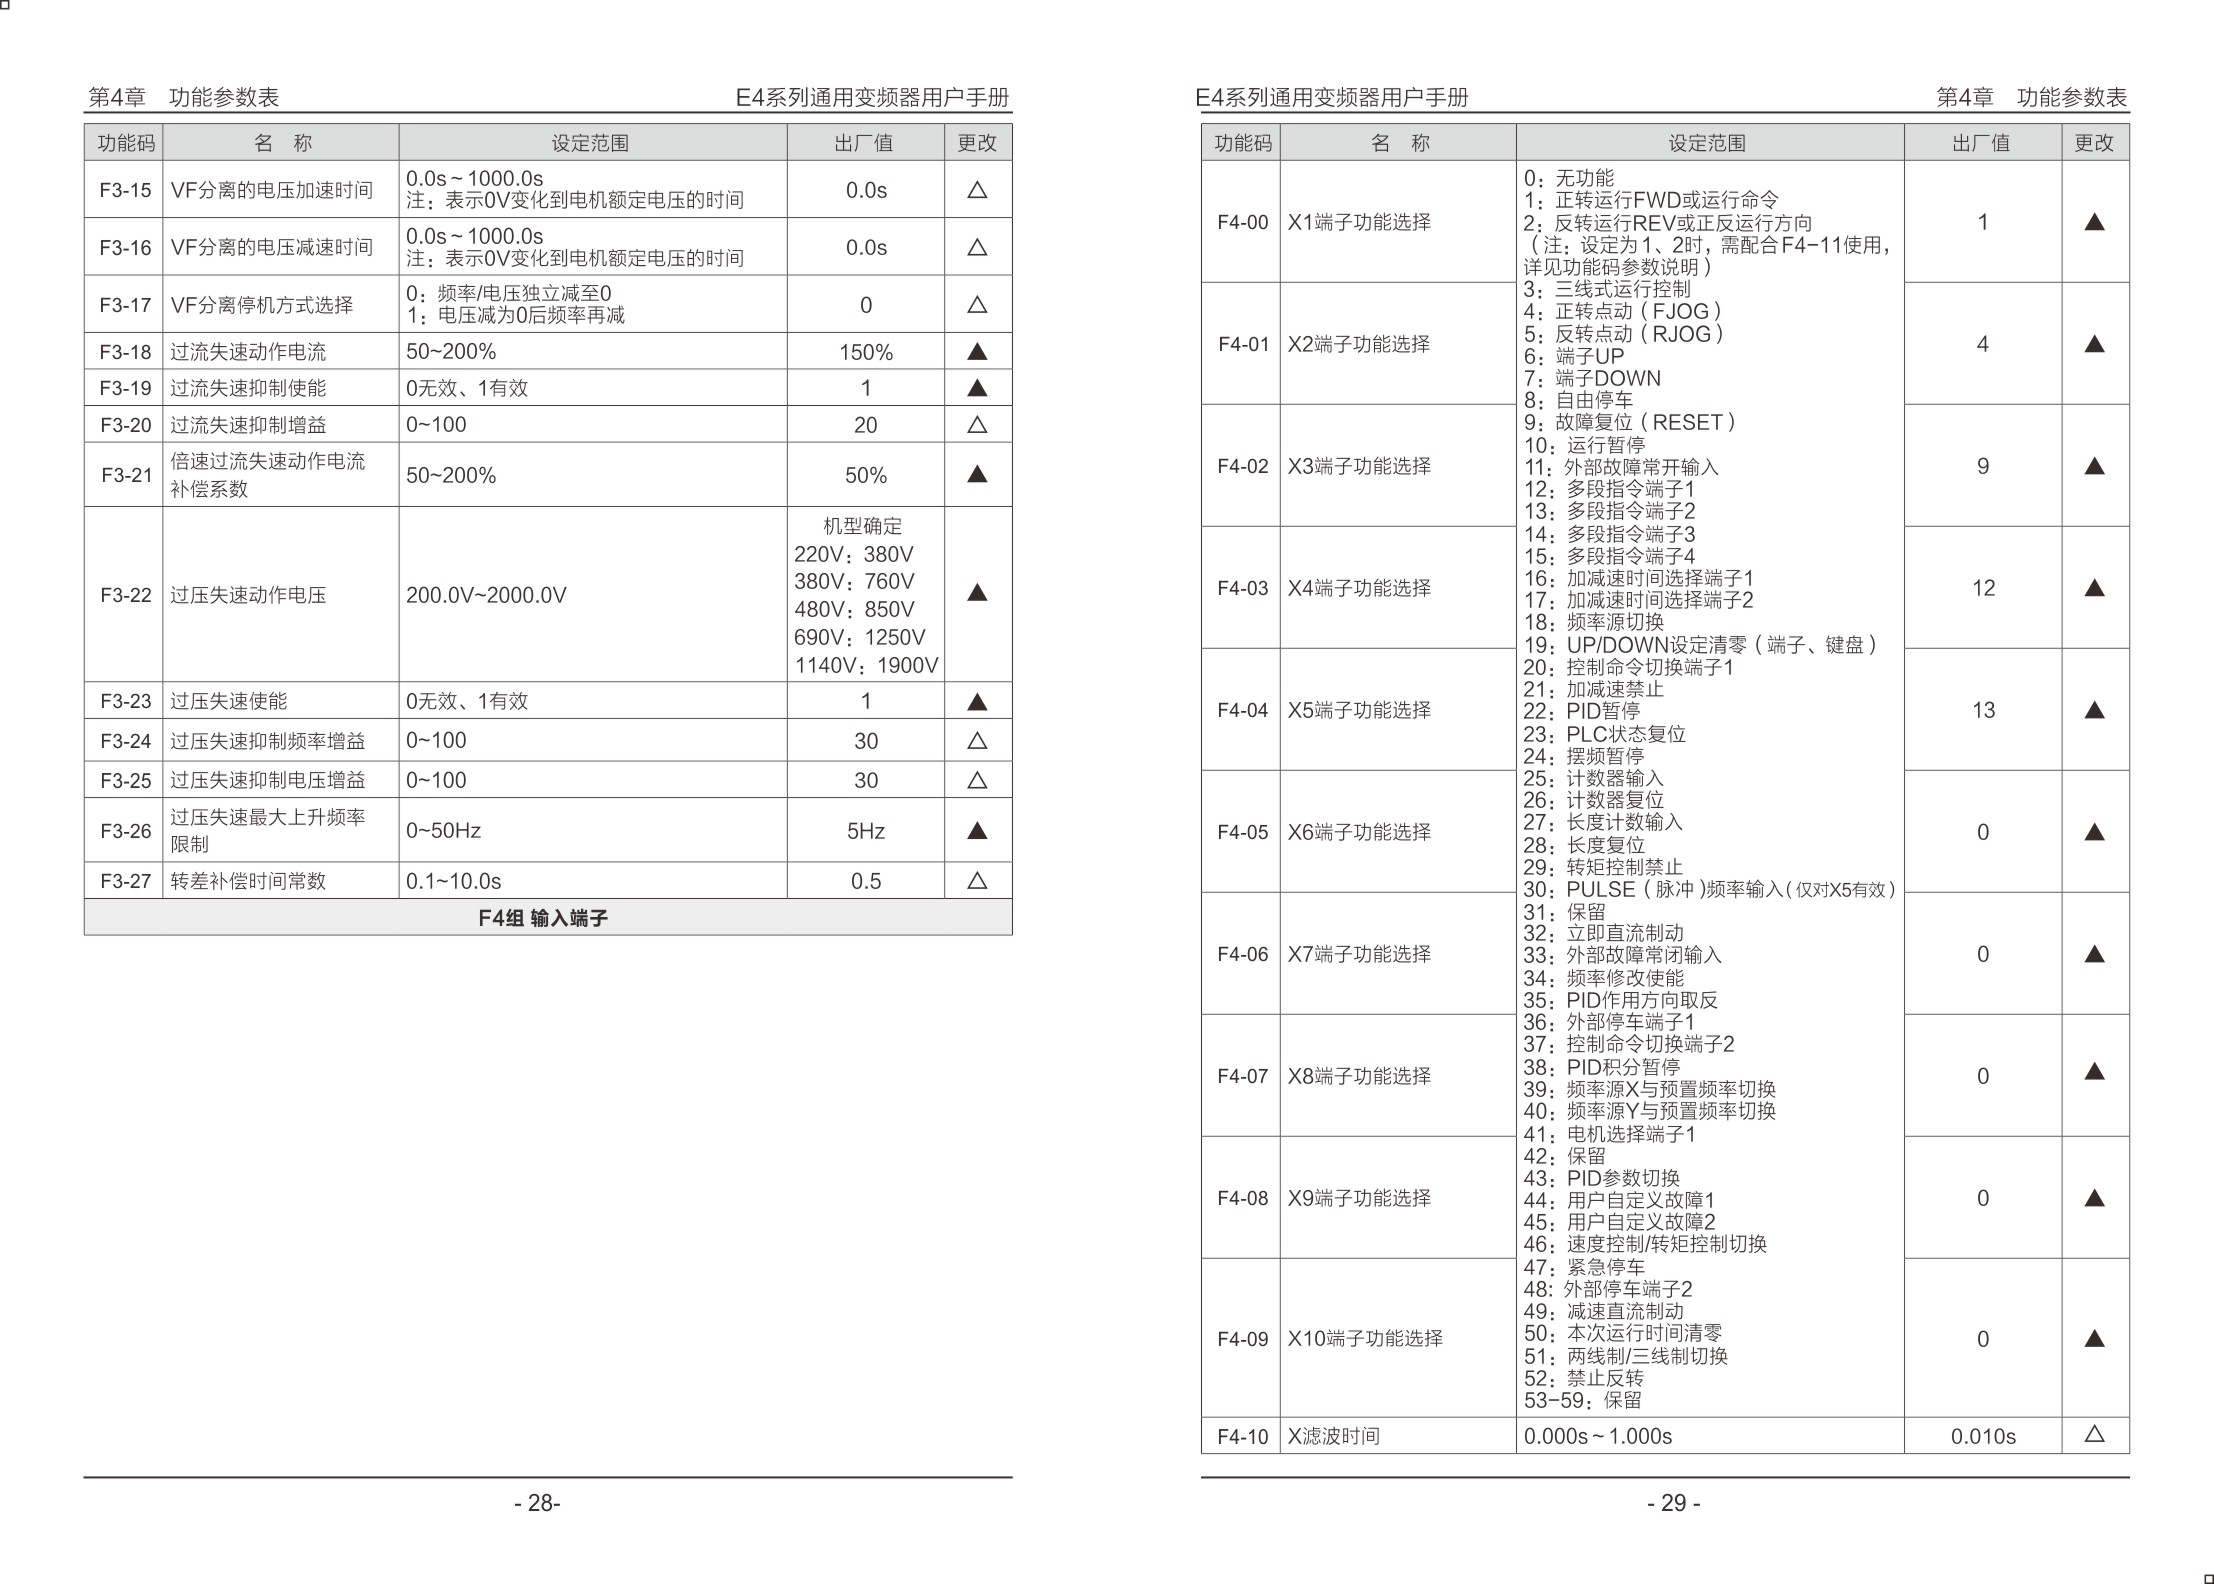 第4章　功能参数表
E4系列通用变频器用户手册
功能码 名　称 设定范围 出厂值 更改
F3-15 VF分离的电压加速时间 0.0s~1000.0s
注：表示0V变化到电机额定电压的时间 0.0s △
F3-16 VF分离的电压减速时间 0.0s~1000.0s
注：表示0V变化到电机额定电压的时间 0.0s △
F3-17 VF分离停机方式选择 0：频率/电压独立减至0
1：电压减为0后频率再减 0 △
F3-18 过流失速动作电流 50~200% 150% ▲
F3-19 过流失速抑制使能 0无效、1有效 1 ▲
F3-20 过流失速抑制增益 0~100 20 △
F3-21 倍速过流失速动作电流
补偿系数 50~200% 50% ▲
F3-22 过压失速动作电压 200.0V~2000.0V 机型确定
220V：380V
380V：760V
480V：850V
690V：1250V
1140V：1900V ▲
F3-23 过压失速使能 0无效、1有效 1 ▲
F3-24 过压失速抑制频率增益 0~100 30 △
F3-25 过压失速抑制电压增益 0~100 30 △
F3-26 过压失速最大上升频率
限制 0~50Hz 5Hz ▲
F3-27 转差补偿时间常数 0.1~10.0s 0.5 △
F4组 输入端子
- 28-
E4系列通用变频器用户手册
第4章　功能参数表
功能码 名　称 设定范围 出厂值 更改
F4-00 X1端子功能选择 1 ▲
F4-01 X2端子功能选择 4 ▲
F4-02 X3端子功能选择 9 ▲
F4-03 X4端子功能选择 12 ▲
F4-04 X5端子功能选择 13 ▲
F4-05 X6端子功能选择 0 ▲
F4-06 X7端子功能选择 0 ▲
F4-07 X8端子功能选择 0 ▲
F4-08 X9端子功能选择 0 ▲
F4-09 X10端子功能选择 0 ▲
0：无功能
1：正转运行FWD或运行命令
2：反转运行REV或正反运行方向
（注：设定为1、2时，需配合F4-11使用，
详见功能码参数说明）
3：三线式运行控制
4：正转点动（FJOG）
5：反转点动（RJOG）
6：端子UP
7：端子DOWN
8：自由停车
9：故障复位（RESET）
10：运行暂停
11：外部故障常开输入
12：多段指令端子1
13：多段指令端子2
14：多段指令端子3
15：多段指令端子4
16：加减速时间选择端子1
17：加减速时间选择端子2
18：频率源切换
19：UP/DOWN设定清零（端子、键盘）
20：控制命令切换端子1
21：加减速禁止
22：PID暂停
23：PLC状态复位
24：摆频暂停
25：计数器输入
26：计数器复位
27：长度计数输入
28：长度复位
29：转矩控制禁止
30：PULSE（脉冲)频率输入(仅对X5有效)
31：保留
32：立即直流制动
33：外部故障常闭输入
34：频率修改使能
35：PID作用方向取反
36：外部停车端子1
37：控制命令切换端子2
38：PID积分暂停
39：频率源X与预置频率切换
40：频率源Y与预置频率切换
41：电机选择端子1
42：保留
43：PID参数切换
44：用户自定义故障1
45：用户自定义故障2
46：速度控制/转矩控制切换
47：紧急停车
48: 外部停车端子2
49：减速直流制动
50：本次运行时间清零
51：两线制/三线制切换
52：禁止反转
53-59：保留
F4-10 X滤波时间 0.000s~1.000s 0.010s △
- 29 -